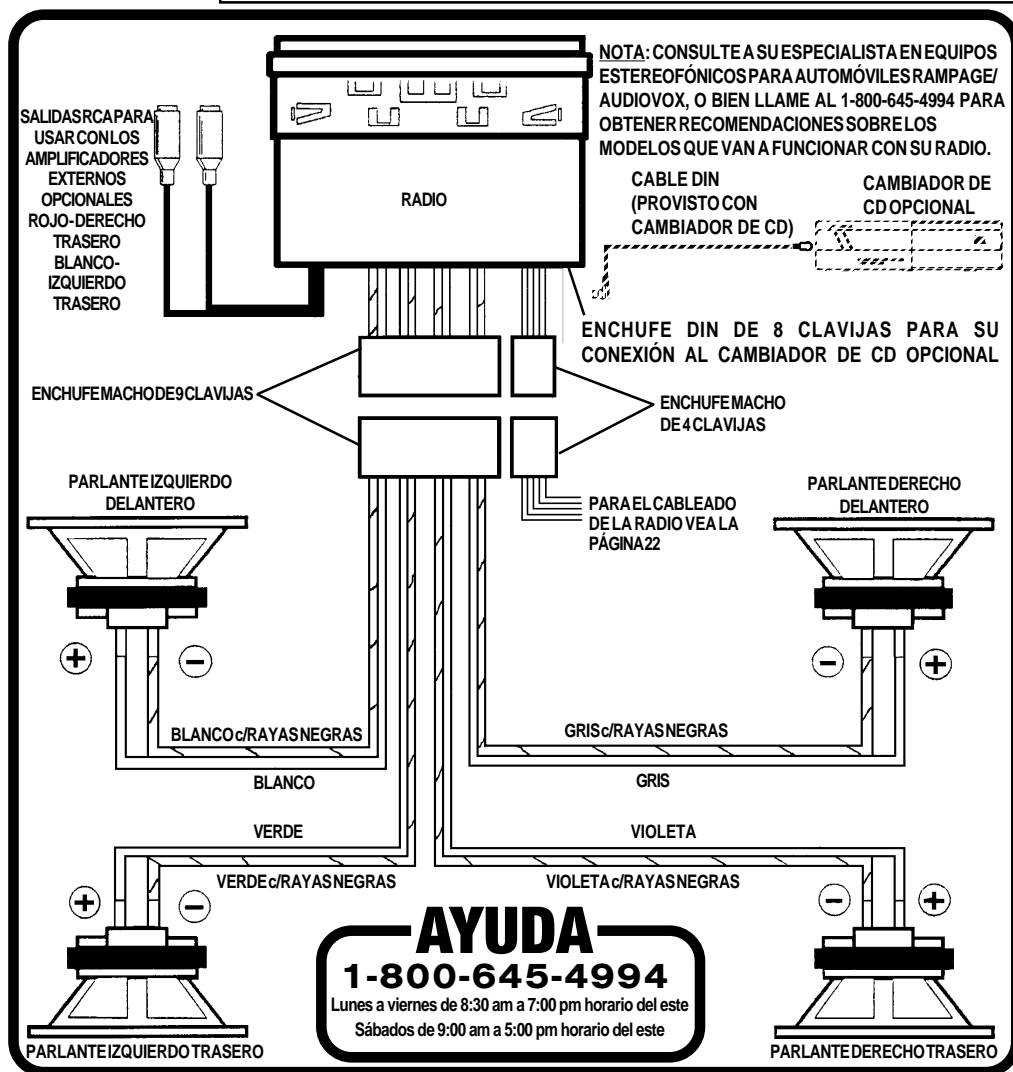 NOTA: CONSULTE A SU ESPECIALISTA EN EQUIPOS
ESTEREOFÓNICOS PARA AUTOMÓVILES RAMPAGE/
AUDIOVOX, O BIEN LLAME AL 1-800-645-4994 PARA
OBTENER RECOMENDACIONES SOBRE LOS
MODELOS QUE VAN A FUNCIONAR CON SU RADIO.
SALIDAS RCA PARA
USAR CON LOS
AMPLIFICADORES
EXTERNOS
OPCIONALES
ROJO-DERECHO
TRASERO
BLANCO-
IZQUIERDO
TRASERO
RADIO
CABLE DIN
(PROVISTO CON
CAMBIADOR DE CD)
CAMBIADOR DE
CD OPCIONAL
ENCHUFE DIN DE 8 CLAVIJAS PARA SU
CONEXIÓN AL CAMBIADOR DE CD OPCIONAL
ENCHUFE MACHO DE 9 CLAVIJAS
ENCHUFE MACHO
DE 4 CLAVIJAS
PARLANTE IZQUIERDO
DELANTERO
PARA EL CABLEADO
DE LA RADIO VEA LA
PÁGINA 22
PARLANTE DERECHO
DELANTERO
+
−
−
+
BLANCO c/RAYAS NEGRAS
GRIS c/RAYAS NEGRAS
BLANCO
GRIS
VERDE
VIOLETA
VERDE c/RAYAS NEGRAS
VIOLETA c/RAYAS NEGRAS
+
−
−
+
AYUDA
1-800-645-4994
Lunes a viernes de 8:30 am a 7:00 pm horario del este
Sábados de 9:00 am a 5:00 pm horario del este
PARLANTE IZQUIERDO TRASERO
PARLANTE DERECHO TRASERO